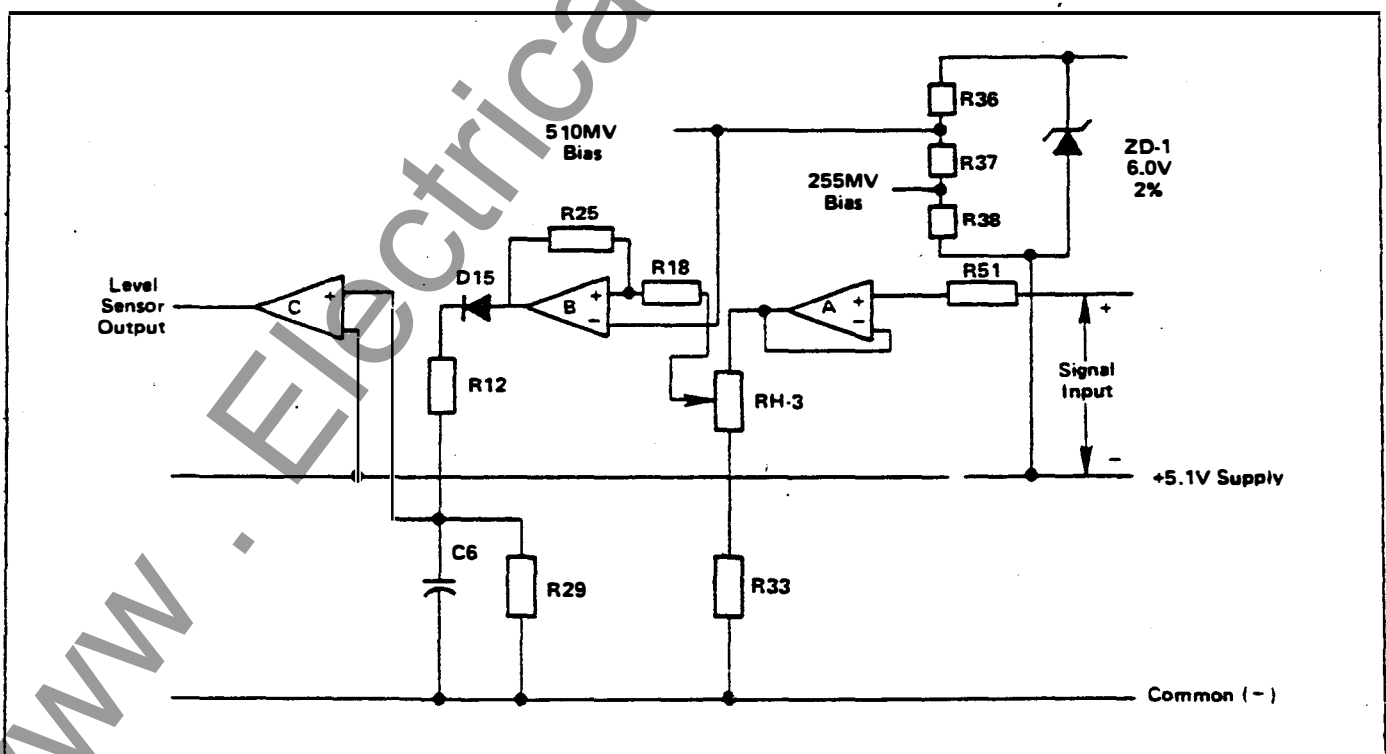 R36
510MV
Bias
R37
ZD-1
6.0V
2%
255MV
Bias
R38
R25
R18
R51
D15
Level
Sensor
Output
C
+
B
+
−
A
+
−
+
Signal
Input
−
R12
RH-3
+5.1V Supply
C6
R29
R33
Common (−)
www . Electrica